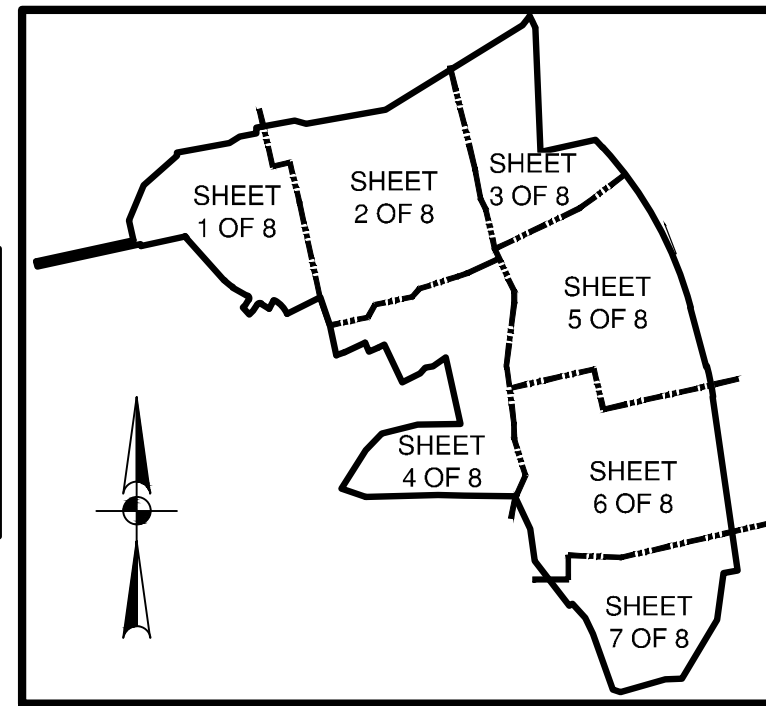 SHEET
1 OF 8
SHEET
2 OF 8
SHEET
3 OF 8
SHEET
4 OF 8
SHEET
5 OF 8
SHEET
6 OF 8
SHEET
7 OF 8